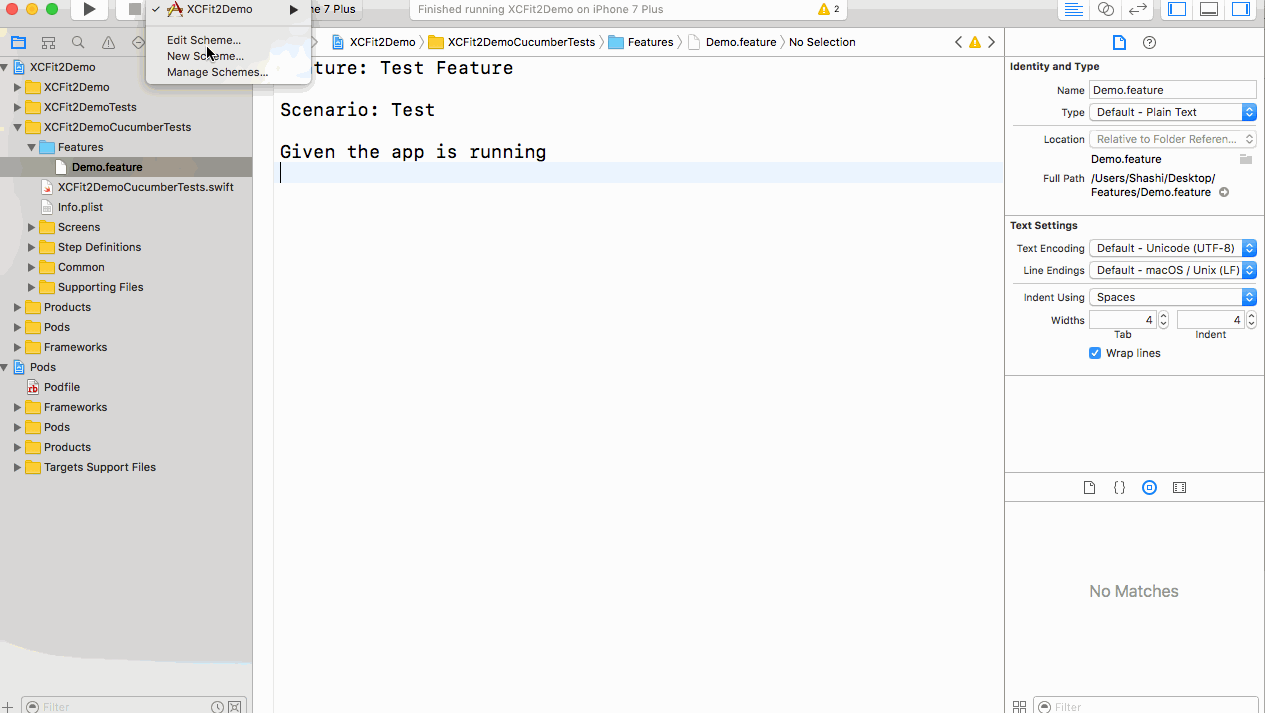 XCFit2Demo
ne 7 Plus
Finished running XCFit2Demo on iPhone 7 Plus
2
Edit Scheme...
New Scheme...
Manage Schemes...
XCFit2Demo
XCFit2DemoCucumberTests
Features
Demo.feature
No Selection
XCFit2Demo
XCFit2Demo
XCFit2DemoTests
XCFit2DemoCucumberTests
Features
Demo.feature
XCFit2DemoCucumberTests.swift
Info.plist
Screens
Step Definitions
Common
Supporting Files
Products
Pods
Frameworks
Pods
Podfile
Frameworks
Pods
Products
Targets Support Files
Filter
ture: Test Feature
Scenario: Test
Given the app is running
Identity and Type
Name Demo.feature
Type Default - Plain Text
Location Relative to Folder Referen...
Demo.feature
Full Path /Users/Shashi/Desktop/
Features/Demo.feature
Text Settings
Text Encoding Default - Unicode (UTF-8)
Line Endings Default - macOS / Unix (LF)
Indent Using Spaces
Widths 4 4
Tab Indent
Wrap lines
No Matches
Filter